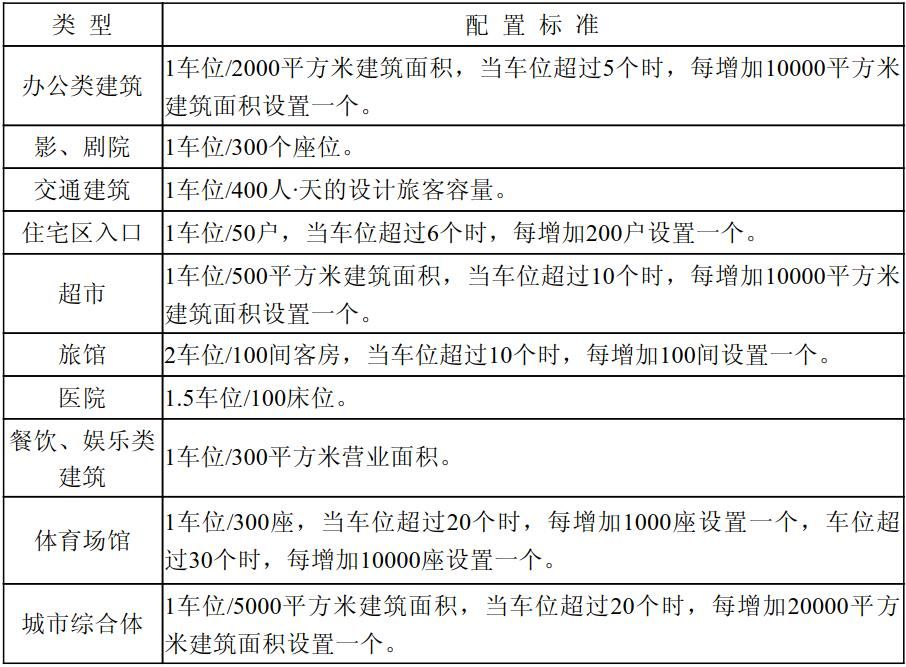 类 型 配 置 标 准
办公类建筑
1车位/2000平方米建筑面积，当车位超过5个时，每增加10000平方米
建筑面积设置一个。
影、剧院
1车位/300个座位。
交通建筑
1车位/400人·天的设计旅客容量。
住宅区入口
1车位/50户，当车位超过6个时，每增加200户设置一个。
超市
1车位/500平方米建筑面积，当车位超过10个时，每增加10000平方米
建筑面积设置一个。
旅馆
2车位/100间客房，当车位超过10个时，每增加100间设置一个。
医院
1.5车位/100床位。
餐饮、娱乐类
建筑
1车位/300平方米营业面积。
体育场馆
1车位/300座，当车位超过20个时，每增加1000座设置一个，车位超
过30个时，每增加10000座设置一个。
城市综合体
1车位/5000平方米建筑面积，当车位超过20个时，每增加20000平方
米建筑面积设置一个。